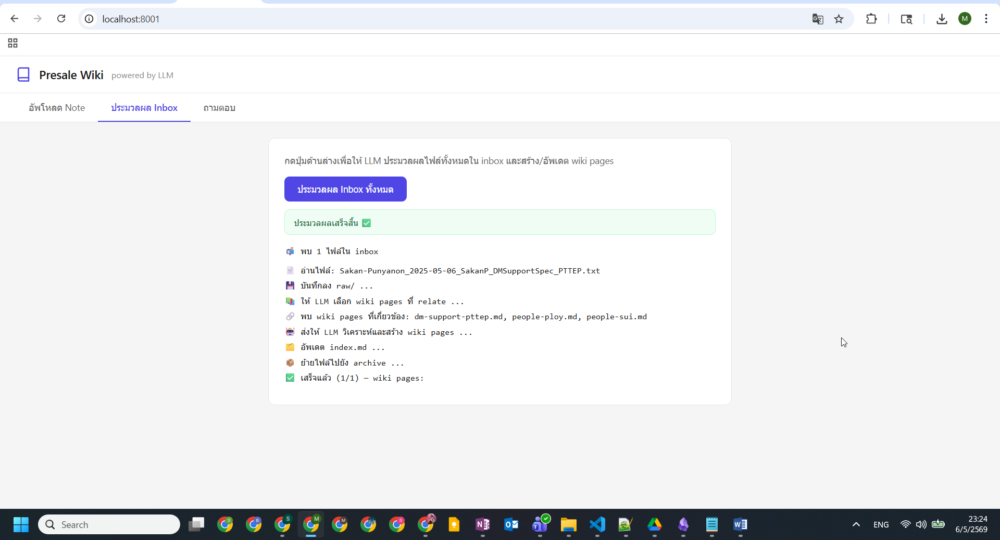 localhost:8001
M
Presale Wiki powered by LLM
อัพโหลด Note ประมวลผล Inbox ถามตอบ
กดปุ่มด้านล่างเพื่อให้ LLM ประมวลผลไฟล์ทั้งหมดใน inbox และสร้าง/อัพเดต wiki pages
ประมวลผล Inbox ทั้งหมด
ประมวลผลเสร็จสิ้น ✅
📬 พบ 1 ไฟล์ใน inbox
📄 อ่านไฟล์: Sakan-Punyanon_2025-05-06_SakanP_DMSupportSpec_PTTEP.txt
💾 บันทึกลง raw/ ...
📚 ให้ LLM เลือก wiki pages ที่ relate ...
🔗 พบ wiki pages ที่เกี่ยวข้อง: dm-support-pttep.md, people-ploy.md, people-sui.md
🤖 ส่งให้ LLM วิเคราะห์และสร้าง wiki pages ...
🗂️ อัพเดต index.md ...
📦 ย้ายไฟล์ไปยัง archive ...
✅ เสร็จแล้ว (1/1) — wiki pages:
Search
ENG
23:24
6/5/2569